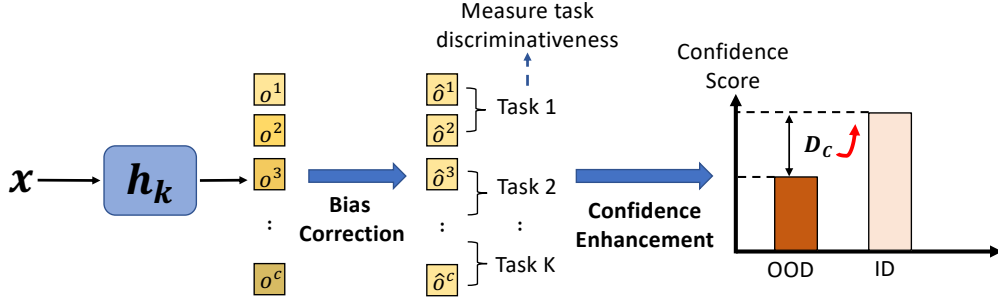 Measure task
discriminativeness
Confidence
Score
x
h_k
o^1
o^2
o^3
:
o^c
Bias
Correction
ô^1
ô^2
ô^3
:
ô^c
Task 1
Task 2
:
Task K
Confidence
Enhancement
D_C
OOD
ID